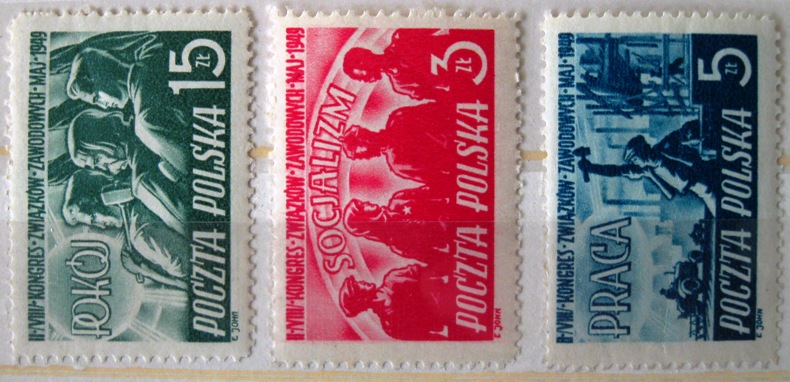 II·/VIII/·KONGRES·ZWIĄZKÓW·ZAWODOWYCH·MAJ·1949
POKÓJ
15 ZŁ
POCZTA POLSKA
E. JOHN
II·/VIII/·KONGRES·ZWIĄZKÓW·ZAWODOWYCH·MAJ·1949
SOCJALIZM
3 ZŁ
POCZTA POLSKA
E. JOHN
II·/VIII/·KONGRES·ZWIĄZKÓW·ZAWODOWYCH·MAJ·1949
PRACA
5 ZŁ
POCZTA POLSKA
E. JOHN